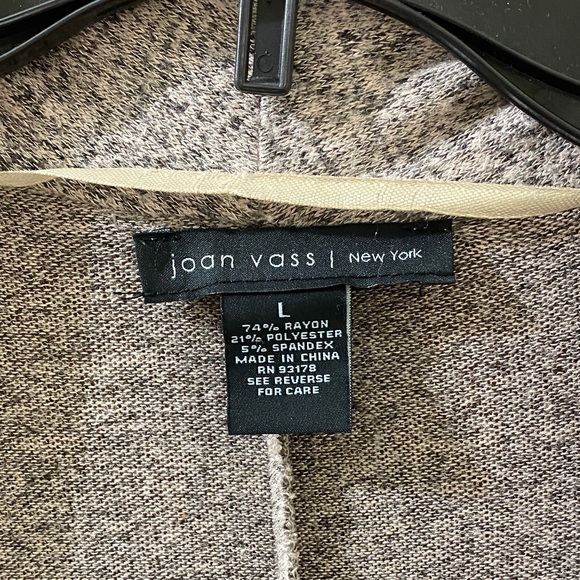 joan vass | New York
L
74% RAYON
21% POLYESTER
5% SPANDEX
MADE IN CHINA
RN 93178
SEE REVERSE
FOR CARE